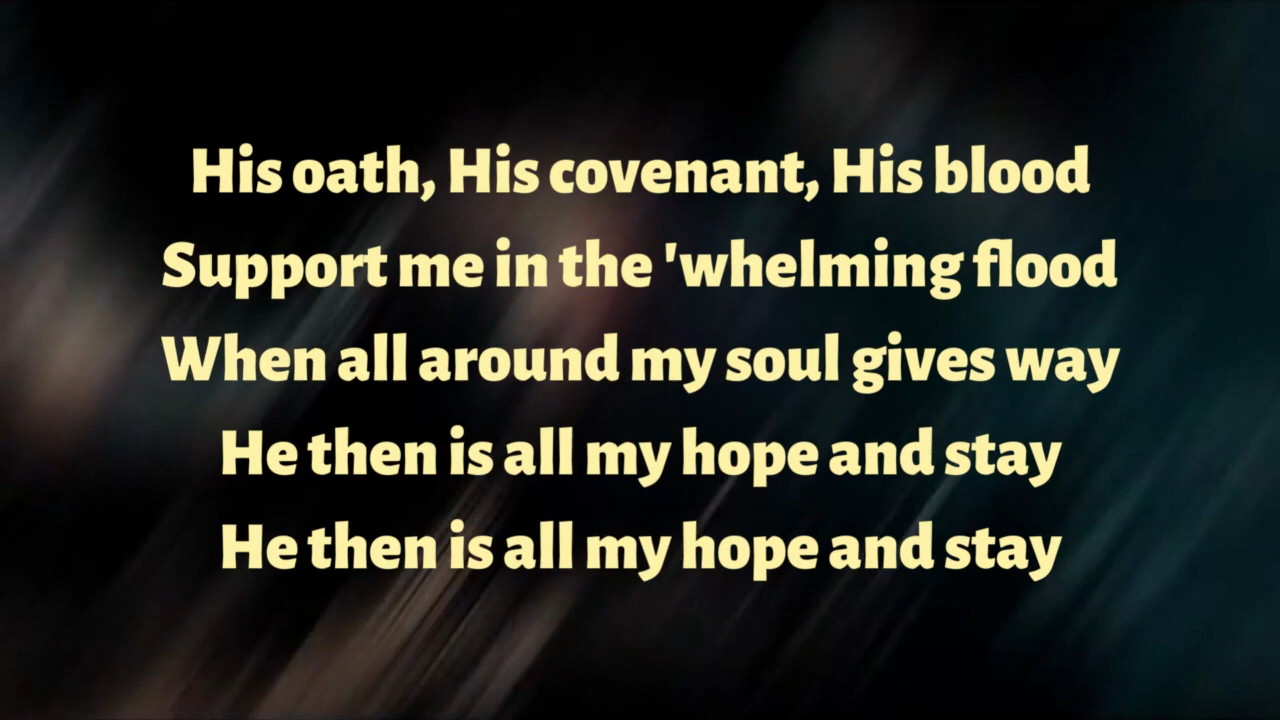 His oath, His covenant, His blood
Support me in the 'whelming flood
When all around my soul gives way
He then is all my hope and stay
He then is all my hope and stay